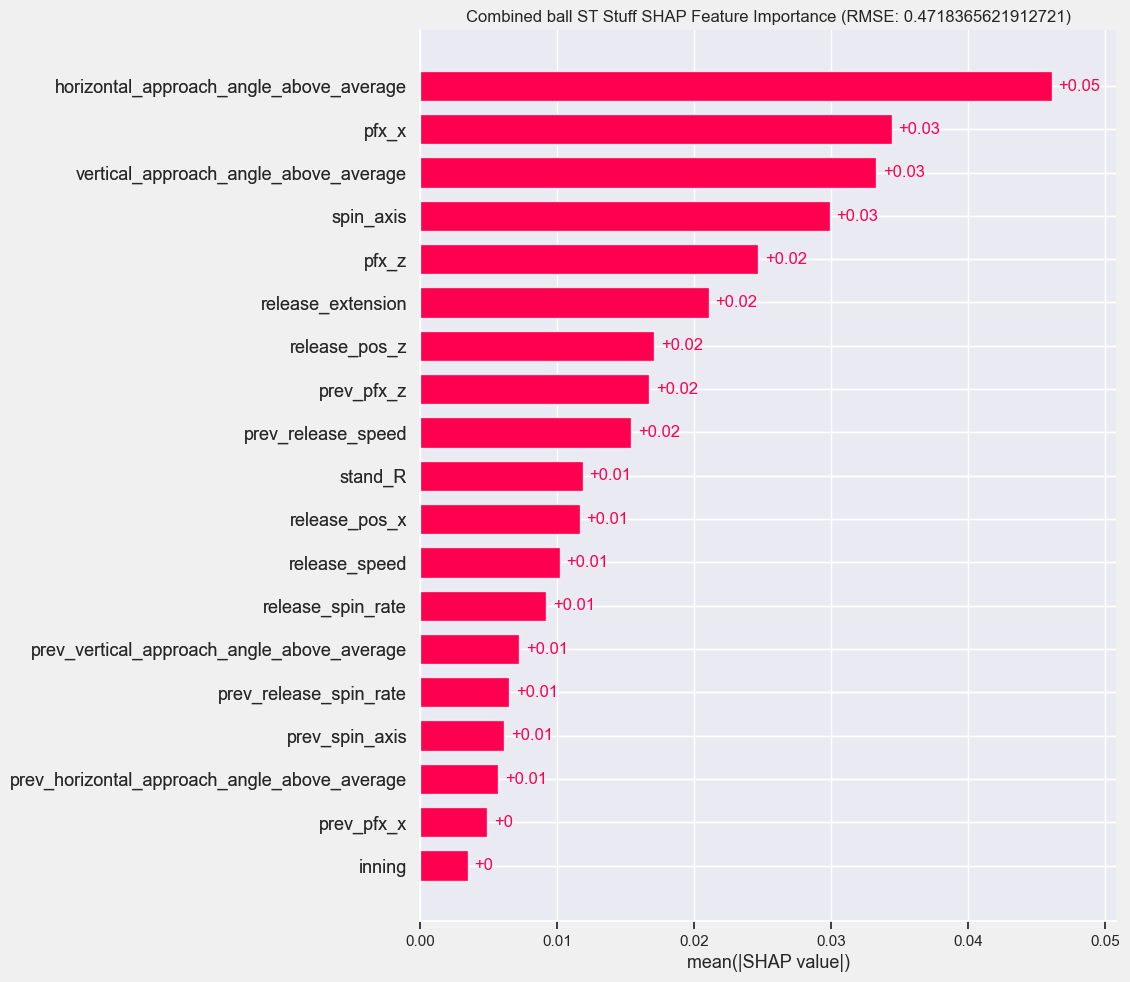 Combined ball ST Stuff SHAP Feature Importance (RMSE: 0.4718365621912721)
horizontal_approach_angle_above_average +0.05
pfx_x +0.03
vertical_approach_angle_above_average +0.03
spin_axis +0.03
pfx_z +0.02
release_extension +0.02
release_pos_z +0.02
prev_pfx_z +0.02
prev_release_speed +0.02
stand_R +0.01
release_pos_x +0.01
release_speed +0.01
release_spin_rate +0.01
prev_vertical_approach_angle_above_average +0.01
prev_release_spin_rate +0.01
prev_spin_axis +0.01
prev_horizontal_approach_angle_above_average +0.01
prev_pfx_x +0
inning +0
0.00 0.01 0.02 0.03 0.04 0.05
mean(|SHAP value|)